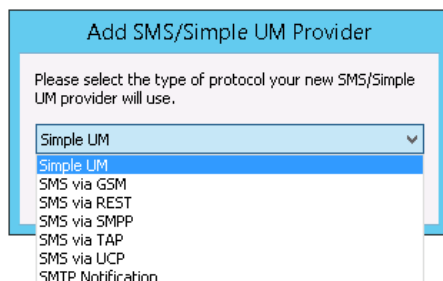 Add SMS/Simple UM Provider
Please select the type of protocol your new SMS/Simple
UM provider will use.
Simple UM
Simple UM
SMS via GSM
SMS via REST
SMS via SMPP
SMS via TAP
SMS via UCP
SMTP Notification